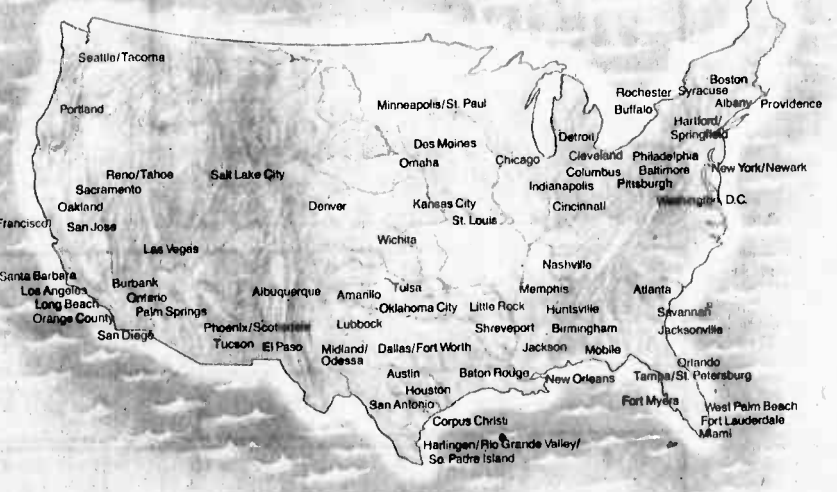 Seattle/Tacoma
Portland
Minneapolis/St. Paul
Rochester
Syracuse
Boston
Buffalo
Albany
Providence
Hartford/
Springfield
Detroit
Des Moines
Omaha
Chicago
Cleveland
Philadelphia
Columbus
Baltimore
New York/Newark
Indianapolis
Pittsburgh
Reno/Tahoe
Salt Lake City
Sacramento
Oakland
Denver
Kansas City
Cincinnati
Washington, D.C.
Francisco
San Jose
St. Louis
Las Vegas
Wichita
Nashville
Santa Barbara
Los Angeles
Long Beach
Orange County
Burbank
Ontario
Palm Springs
San Diego
Albuquerque
Amarillo
Tulsa
Memphis
Atlanta
Oklahoma City
Little Rock
Huntsville
Savannah
Phoenix/Scottsdale
Lubbock
Shreveport
Birmingham
Jacksonville
Tucson
El Paso
Midland/
Odessa
Dallas/Fort Worth
Jackson
Mobile
Orlando
Austin
Baton Rouge
New Orleans
Tampa/St. Petersburg
Houston
San Antonio
Fort Myers
West Palm Beach
Corpus Christi
Fort Lauderdale
Miami
Harlingen/Rio Grande Valley/
So. Padre Island